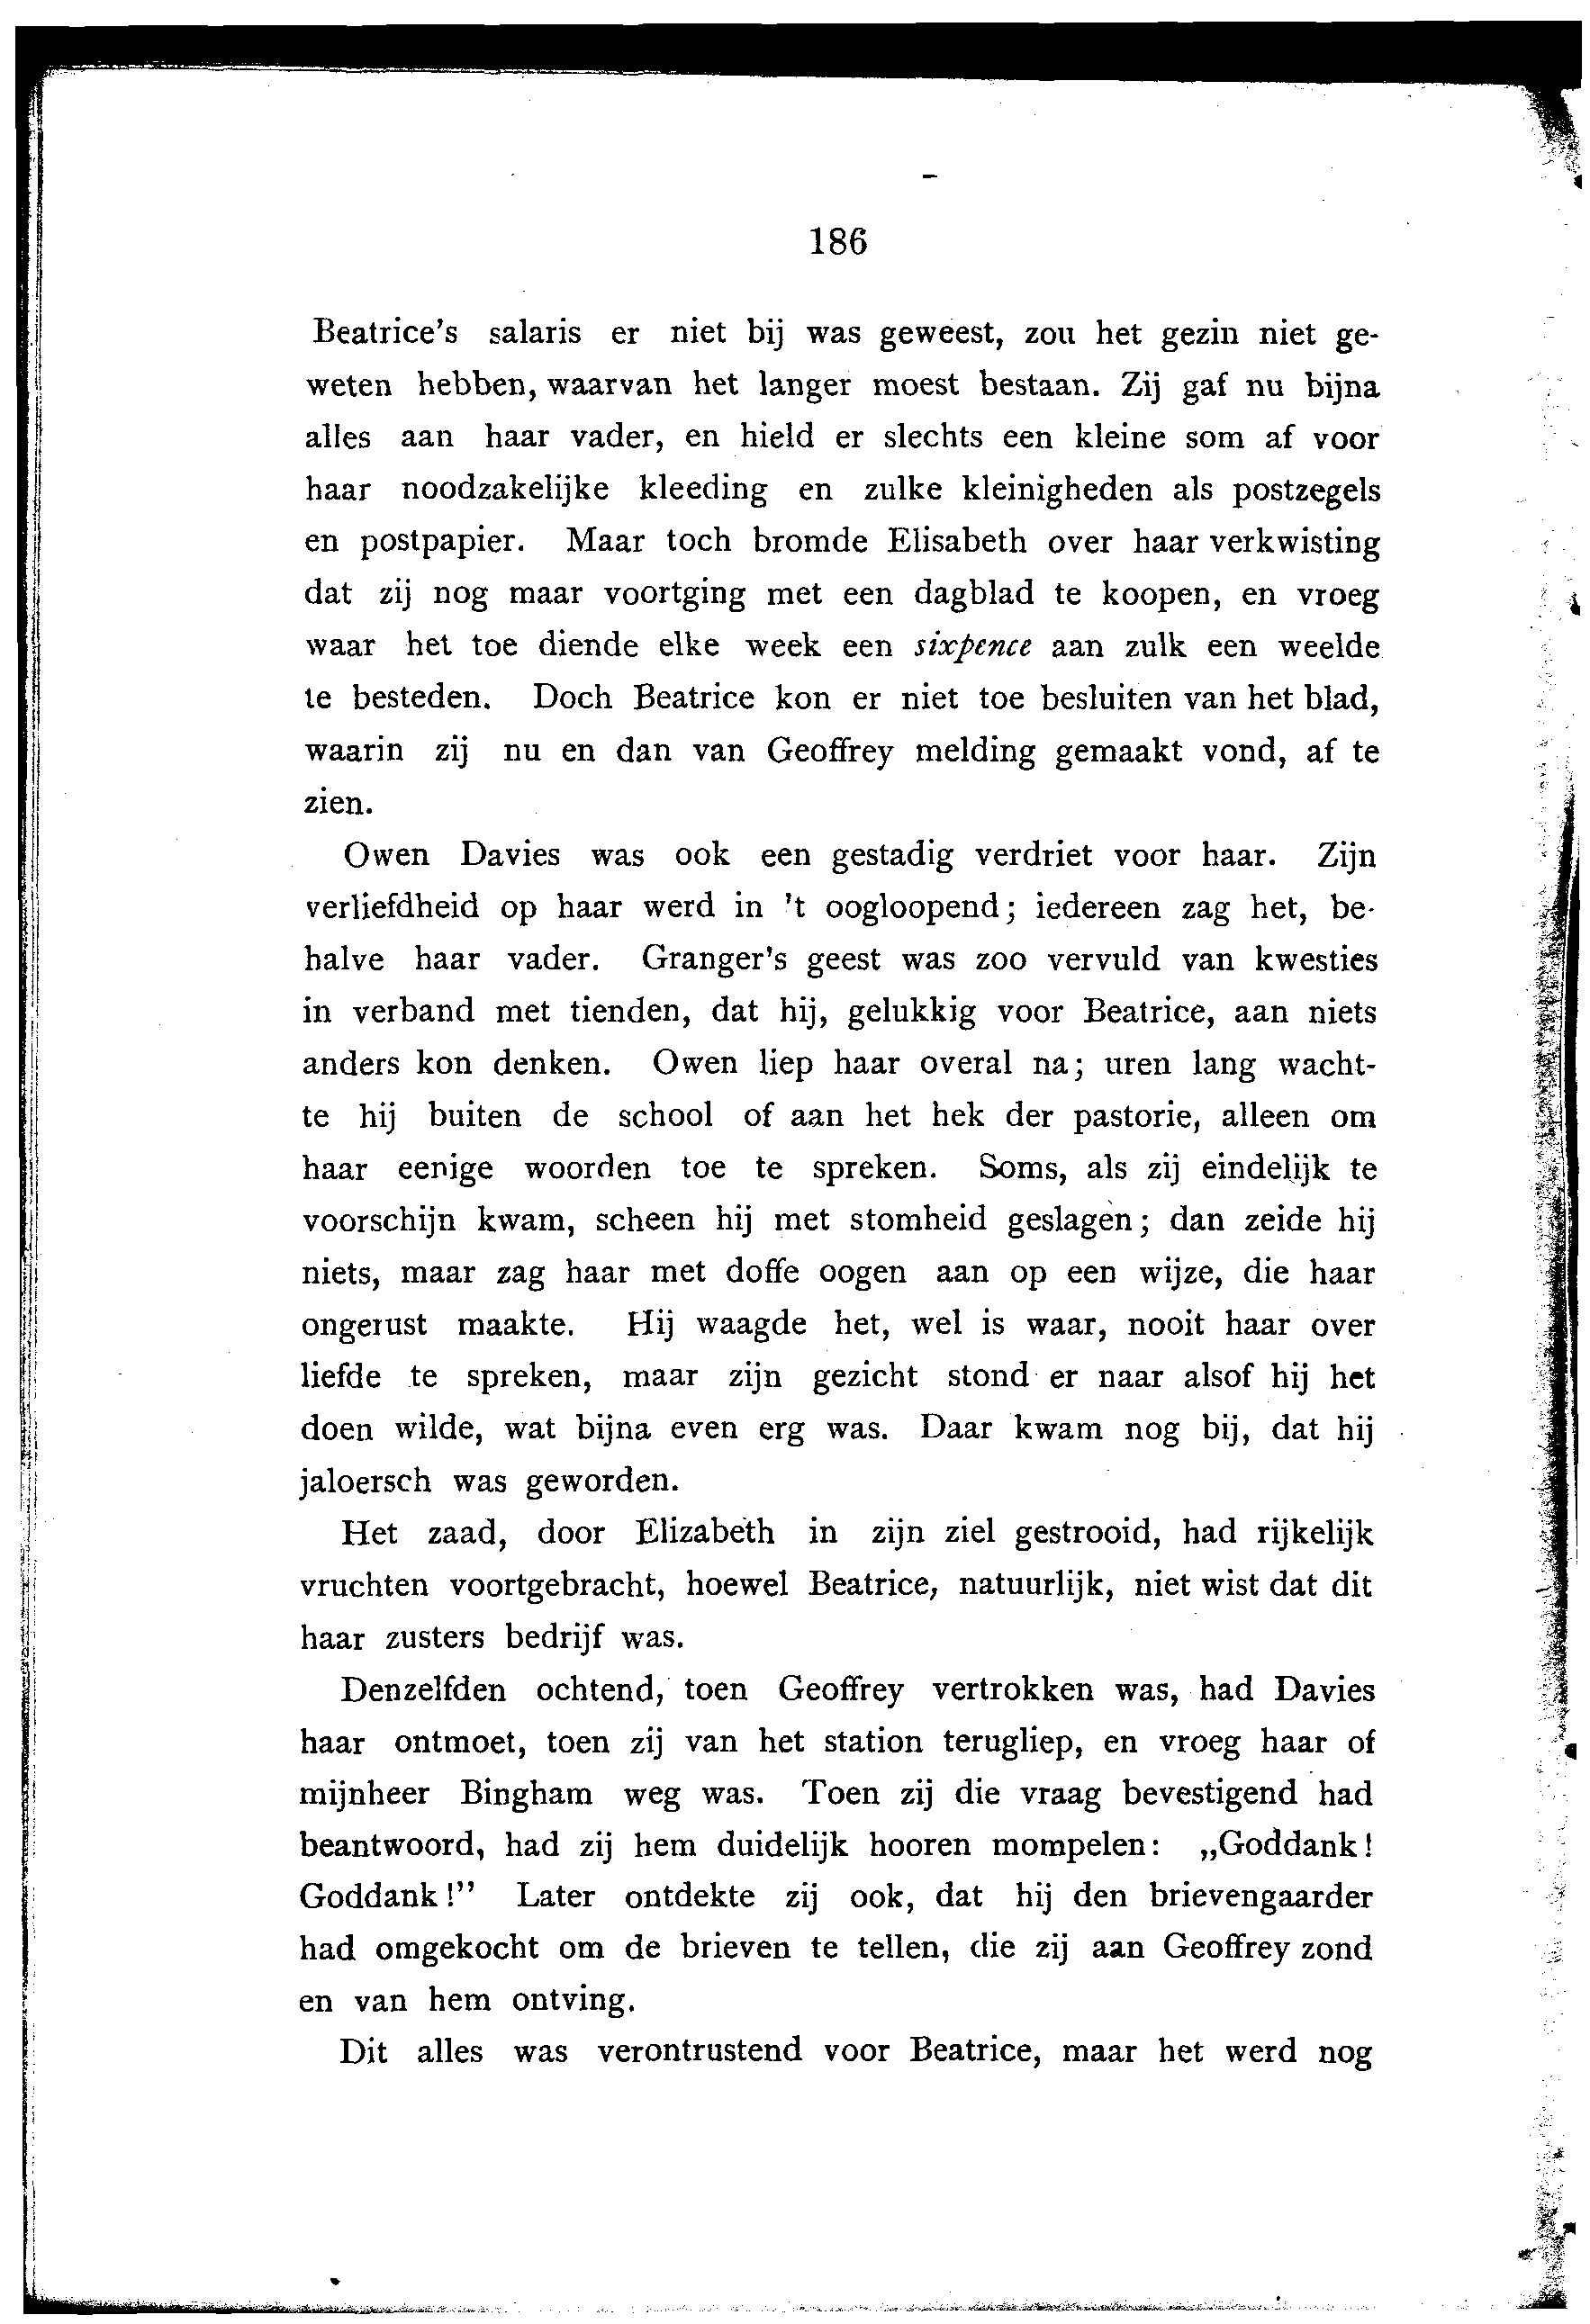 186
Beatrice's salaris er niet bij was geweest, zou het gezin niet ge-
weten hebben, waarvan het langer moest bestaan. Zij gaf nu bijna
alles aan haar vader, en hield er slechts een kleine som af voor
haar noodzakelijke kleeding en zulke kleinigheden als postzegels
en postpapier. Maar toch bromde Elisabeth over haar verkwisting
dat zij nog maar voortging met een dagblad te koopen, en vroeg
waar het toe diende elke week een sixpence aan zulk een weelde
te besteden. Doch Beatrice kon er niet toe besluiten van het blad,
waarin zij nu en dan van Geoffrey melding gemaakt vond, af te
zien.
Owen Davies was ook een gestadig verdriet voor haar. Zijn
verliefdheid op haar werd in 't oogloopend; iedereen zag het, be-
halve haar vader. Granger's geest was zoo vervuld van kwesties
in verband met tienden, dat hij, gelukkig voor Beatrice, aan niets
anders kon denken. Owen liep haar overal na; uren lang wacht-
te hij buiten de school of aan het hek der pastorie, alleen om
haar eenige woorden toe te spreken. Soms, als zij eindelijk te
voorschijn kwam, scheen hij met stomheid geslagen; dan zeide hij
niets, maar zag haar met doffe oogen aan op een wijze, die haar
ongerust maakte. Hij waagde het, wel is waar, nooit haar over
liefde te spreken, maar zijn gezicht stond er naar alsof hij het
doen wilde, wat bijna even erg was. Daar kwam nog bij, dat hij
jaloersch was geworden.
Het zaad, door Elizabeth in zijn ziel gestrooid, had rijkelijk
vruchten voortgebracht, hoewel Beatrice, natuurlijk, niet wist dat dit
haar zusters bedrijf was.
Denzelfden ochtend, toen Geoffrey vertrokken was, had Davies
haar ontmoet, toen zij van het station terugliep, en vroeg haar of
mijnheer Bingham weg was. Toen zij die vraag bevestigend had
beantwoord, had zij hem duidelijk hooren mompelen: „Goddank!
Goddank!” Later ontdekte zij ook, dat hij den brievengaarder
had omgekocht om de brieven te tellen, die zij aan Geoffrey zond
en van hem ontving.
Dit alles was verontrustend voor Beatrice, maar het werd nog